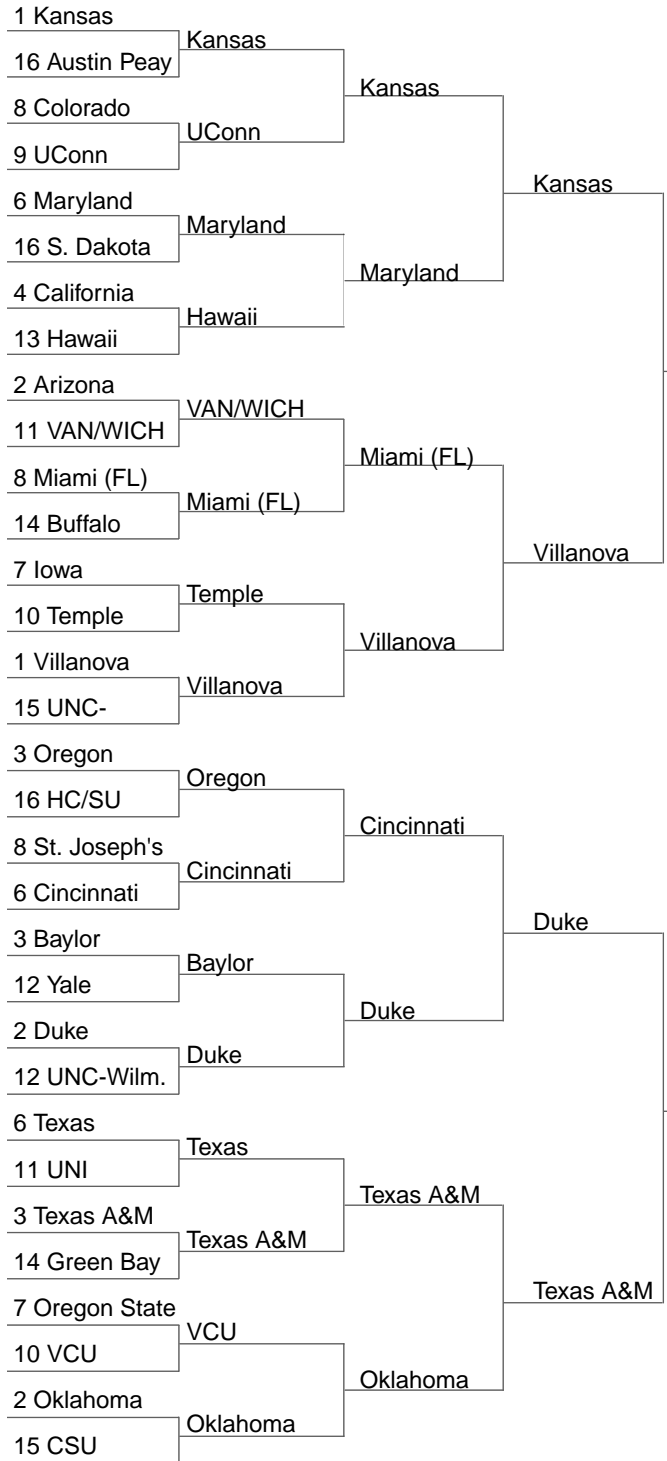 1 Kansas
16 Austin Peay
8 Colorado
9 UConn
6 Maryland
16 S. Dakota
4 California
13 Hawaii
2 Arizona
11 VAN/WICH
8 Miami (FL)
14 Buffalo
7 Iowa
10 Temple
1 Villanova
15 UNC-
3 Oregon
16 HC/SU
8 St. Joseph's
6 Cincinnati
3 Baylor
12 Yale
2 Duke
12 UNC-Wilm.
6 Texas
11 UNI
3 Texas A&M
14 Green Bay
7 Oregon State
10 VCU
2 Oklahoma
15 CSU
Kansas
UConn
Maryland
Hawaii
VAN/WICH
Miami (FL)
Temple
Villanova
Oregon
Cincinnati
Baylor
Duke
Texas
Texas A&M
VCU
Oklahoma
Kansas
Maryland
Miami (FL)
Villanova
Cincinnati
Duke
Texas A&M
Oklahoma
Kansas
Villanova
Duke
Texas A&M